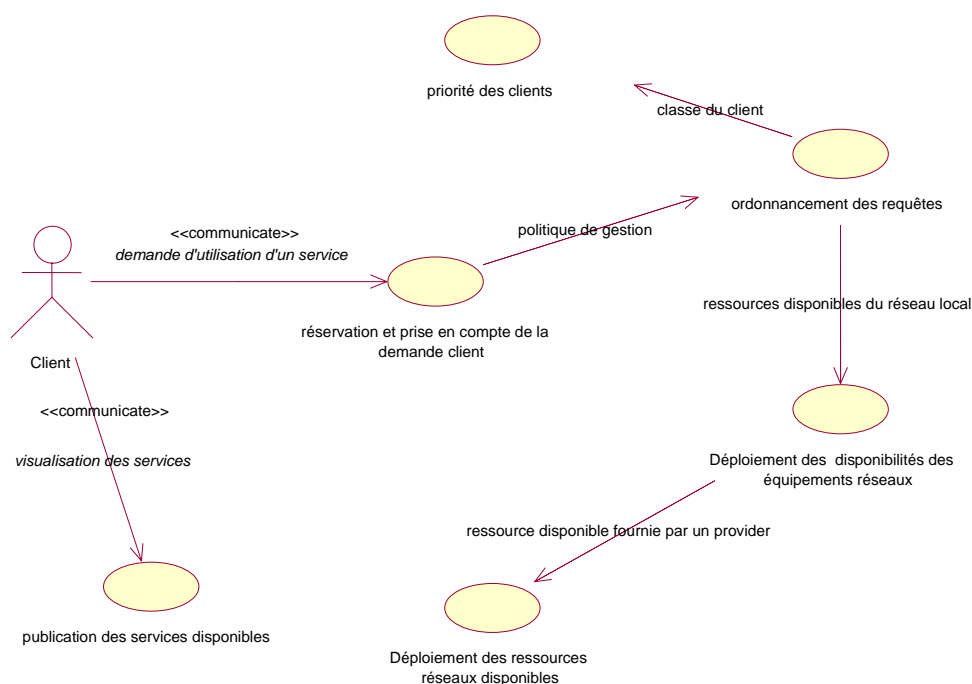 priorité des clients
classe du client
ordonnancement des requêtes
<<communicate>>
demande d'utilisation d'un service
politique de gestion
ressources disponibles du réseau local
réservation et prise en compte de la
demande client
Client
<<communicate>>
visualisation des services
Déploiement des  disponibilités des
équipements réseaux
ressource disponible fournie par un provider
publication des services disponibles
Déploiement des ressources
réseaux disponibles